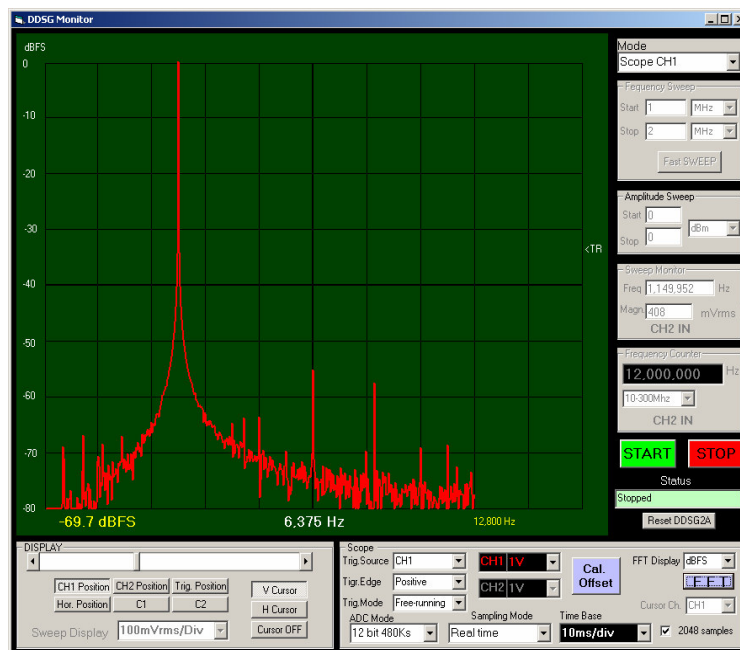 DDSG Monitor
dBFS
0
-10
-20
-30
-40
-50
-60
-70
-80
<TR
-69.7 dBFS
6,375 Hz
12,800 Hz
Mode
Scope CH1
Fequency Sweep
Start 1 MHz
Stop 2 MHz
Fast SWEEP
Amplitude Sweep
Start 0
dBm
Stop 0
Sweep Monitor
Freq 1,149,952 Hz
Magn. 408 mVrms
CH2 IN
Frequency Counter
12,000,000 Hz
10-300Mhz
CH2 IN
START STOP
Status
Stopped
Reset DDSG2A
DISPLAY
CH1 Position CH2 Position Trig. Position
Hor. Position C1 C2
V Cursor
H Cursor
Cursor OFF
Sweep Display 100mVrms/Div
Scope
Trig.Source CH1
Tigr.Edge Positive
Trig.Mode Free-running
ADC Mode
12 bit 480Ks
CH1 1V
CH2 1V
Sampling Mode
Real time
Cal. Offset
Time Base
10ms/div
FFT Display dBFS
FFT
Cursor Ch. CH1
2048 samples